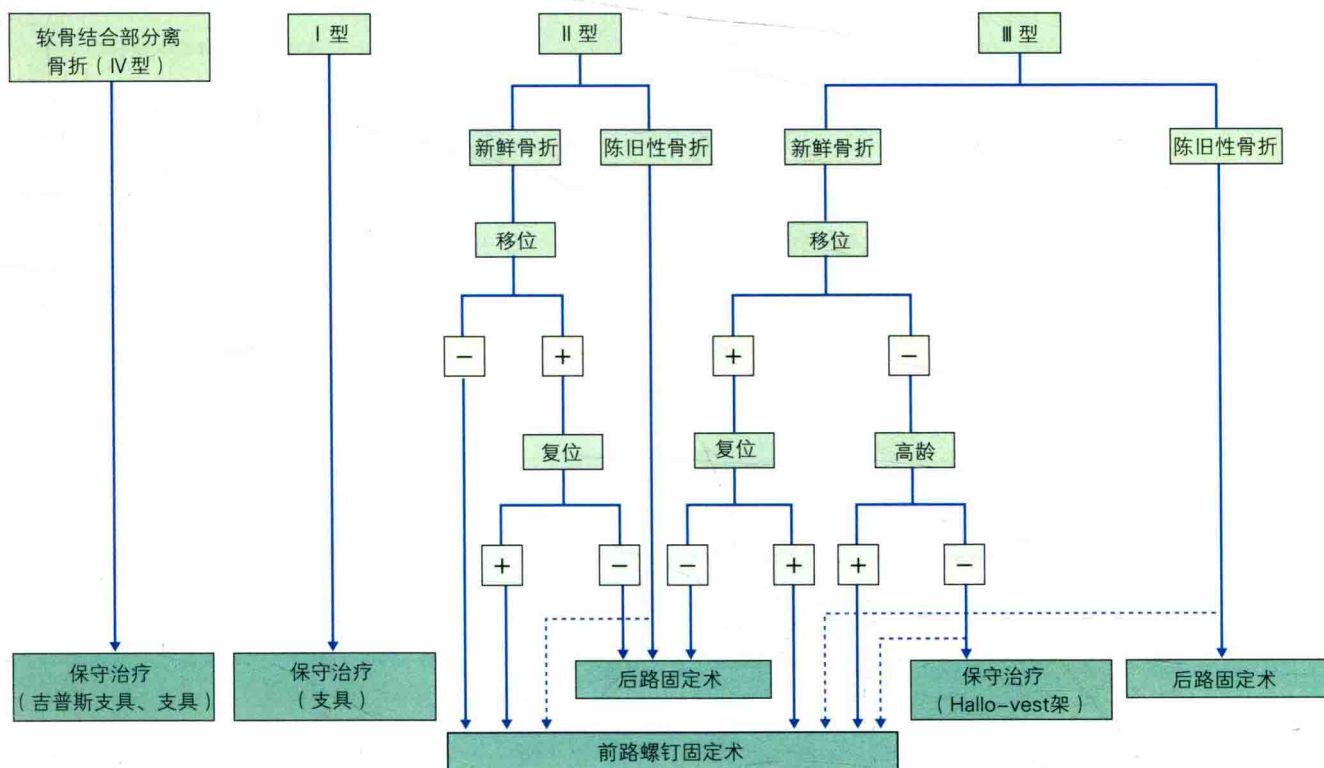 软骨结合部分离
骨折（Ⅳ型）
Ⅰ型
Ⅱ型
Ⅲ型
新鲜骨折
陈旧性骨折
新鲜骨折
陈旧性骨折
移位
移位
−
+
+
−
复位
复位
高龄
+
−
−
+
+
−
保守治疗
（吉普斯支具、支具）
保守治疗
（支具）
后路固定术
保守治疗
（Hallo-vest架）
后路固定术
前路螺钉固定术